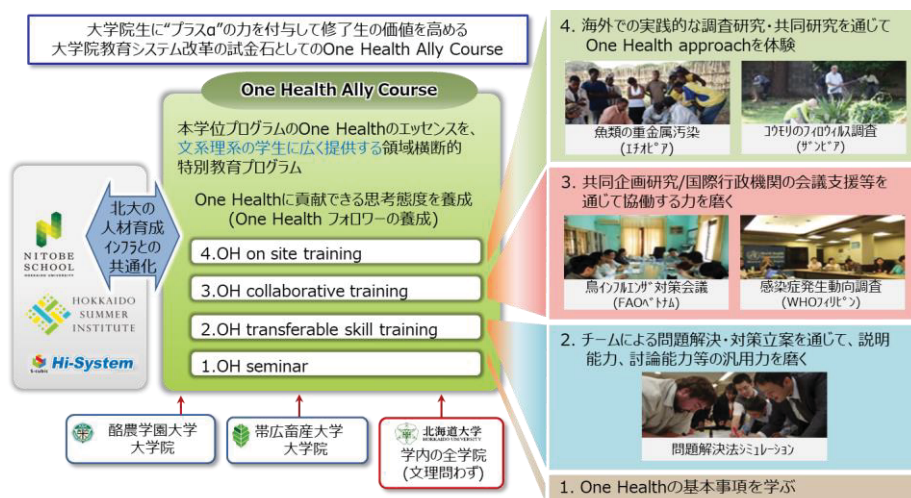 大学院生に“プラスα”の力を付与して修了生の価値を高める
大学院教育システム改革の試金石としてのOne Health Ally Course
One Health Ally Course
本学位プログラムのOne Healthのエッセンスを、
文系理系の学生に広く提供する領域横断的
特別教育プログラム
One Healthに貢献できる思考態度を養成
(One Health フォロワーの養成)
4.OH on site training
3.OH collaborative training
2.OH transferable skill training
1.OH seminar
北大の
人材育成
インフラとの
共通化
NITOBE
SCHOOL
HOKKAIDO UNIVERSITY
HOKKAIDO
SUMMER
INSTITUTE
Hi-System
酪農学園大学
大学院
帯広畜産大学
大学院
北海道大学
HOKKAIDO UNIVERSITY
学内の全学院
(文理問わず)
4. 海外での実践的な調査研究・共同研究を通じて
One Health approachを体験
魚類の重金属汚染
(ｴﾁｵﾋﾟｱ)
ｺｳﾓﾘのﾌｨﾛｳｨﾙｽ調査
(ｻﾞﾝﾋﾞｱ)
3. 共同企画研究/国際行政機関の会議支援等を
通じて協働する力を磨く
鳥ｲﾝﾌﾙｴﾝｻﾞ対策会議
(FAOﾍﾞﾄﾅﾑ)
感染症発生動向調査
(WHOﾌｨﾘﾋﾟﾝ)
2. チームによる問題解決・対策立案を通じて、説明
能力、討論能力等の汎用力を磨く
問題解決法ｼﾐｭﾚｰｼｮﾝ
1. One Healthの基本事項を学ぶ